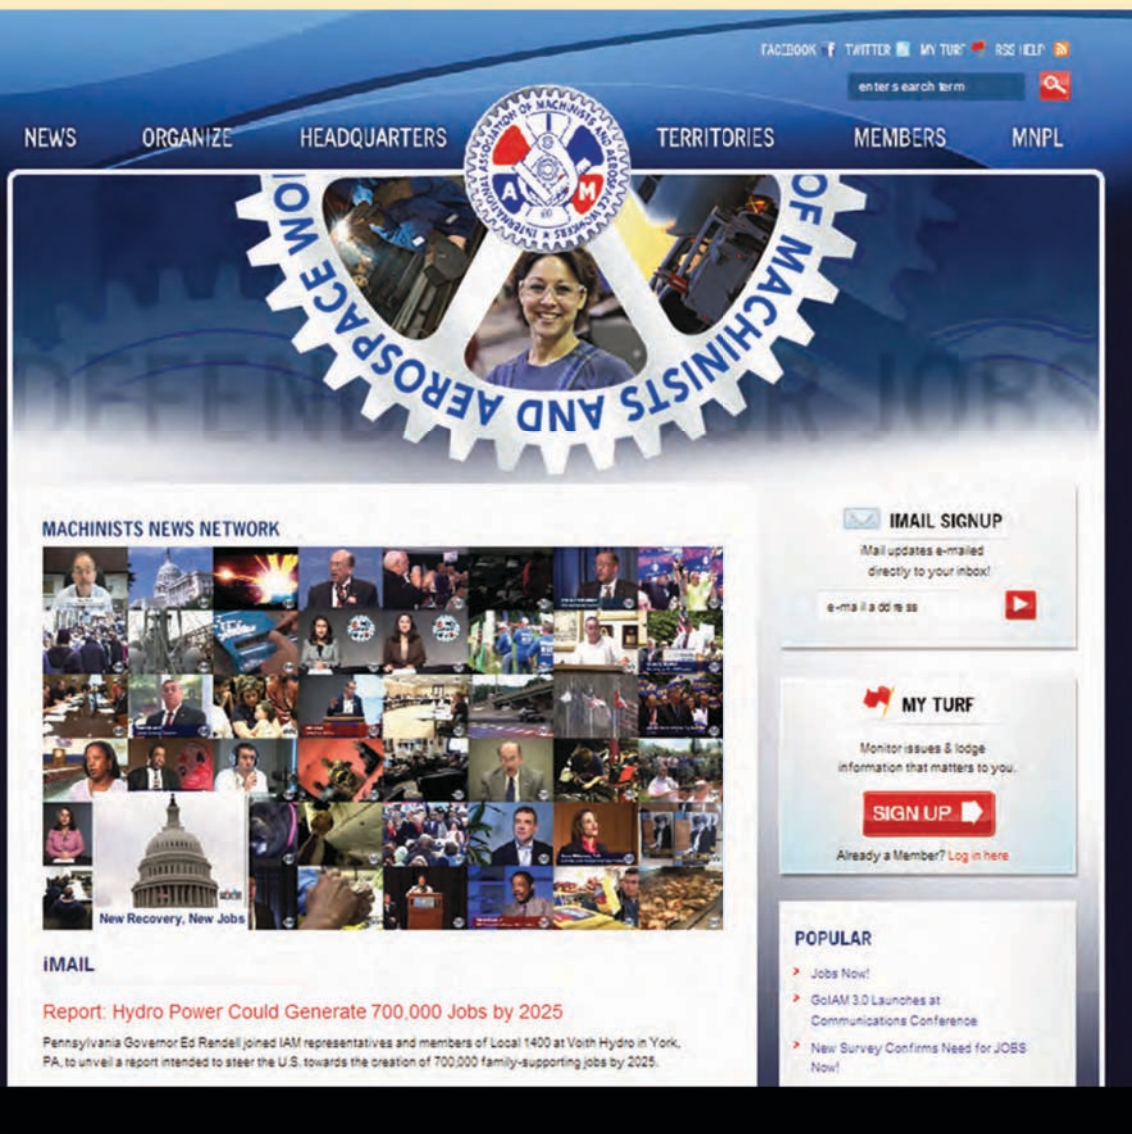 FACEBOOK TWITTER MY TURF RSS HELP
enter search term
NEWS ORGANIZE HEADQUARTERS TERRITORIES MEMBERS MNPL
INTERNATIONAL ASSOCIATION OF MACHINISTS AND AEROSPACE WORKERS
I A M
OF MACHINISTS AND AEROSPACE WO
MACHINISTS NEWS NETWORK
New Recovery, New Jobs
iMAIL
Report: Hydro Power Could Generate 700,000 Jobs by 2025
Pennsylvania Governor Ed Rendell joined IAM representatives and members of Local 1400 at Voith Hydro in York,
PA, to unveil a report intended to steer the U.S. towards the creation of 700,000 family-supporting jobs by 2025.
IMAIL SIGNUP
iMail updates e-mailed
directly to your inbox!
e-mail address
MY TURF
Monitor issues & lodge
information that matters to you.
SIGN UP
Already a Member? Log in here
POPULAR
Jobs Now!
GoIAM 3.0 Launches at
Communications Conference
New Survey Confirms Need for JOBS
Now!